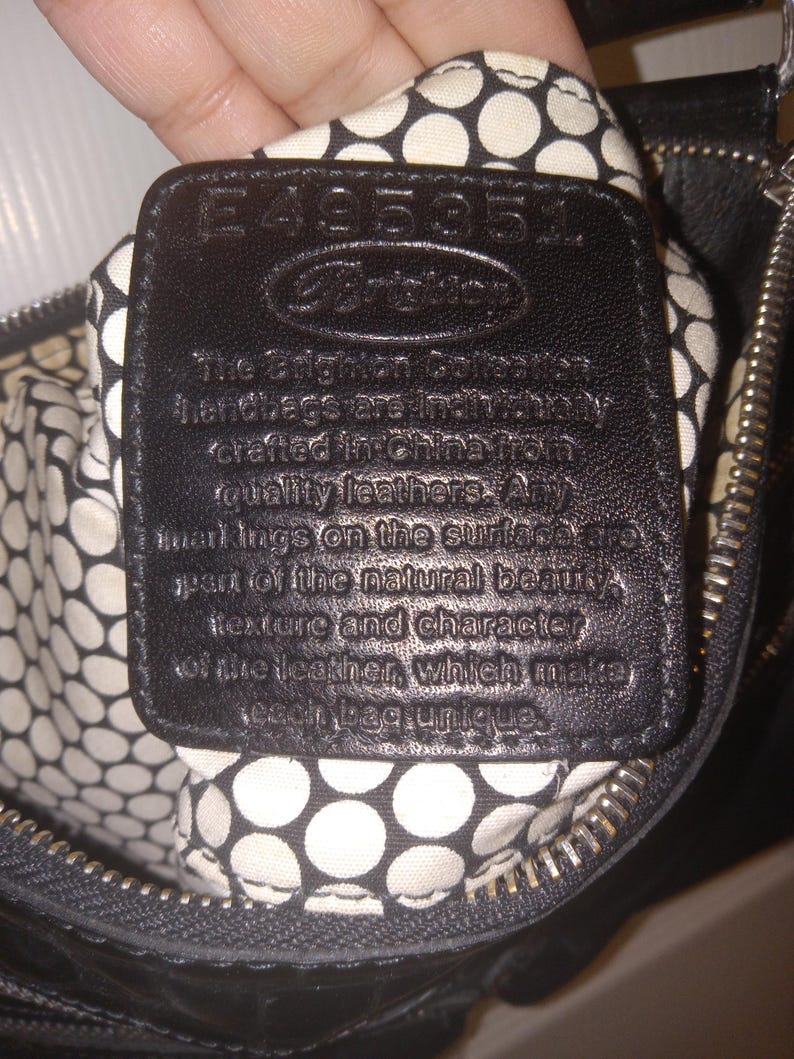 E495351
Brighton
The Brighton Collection
handbags are individually
crafted in China from
quality leathers. Any
markings on the surface are
part of the natural beauty,
texture and character
of the leather, which make
each bag unique.